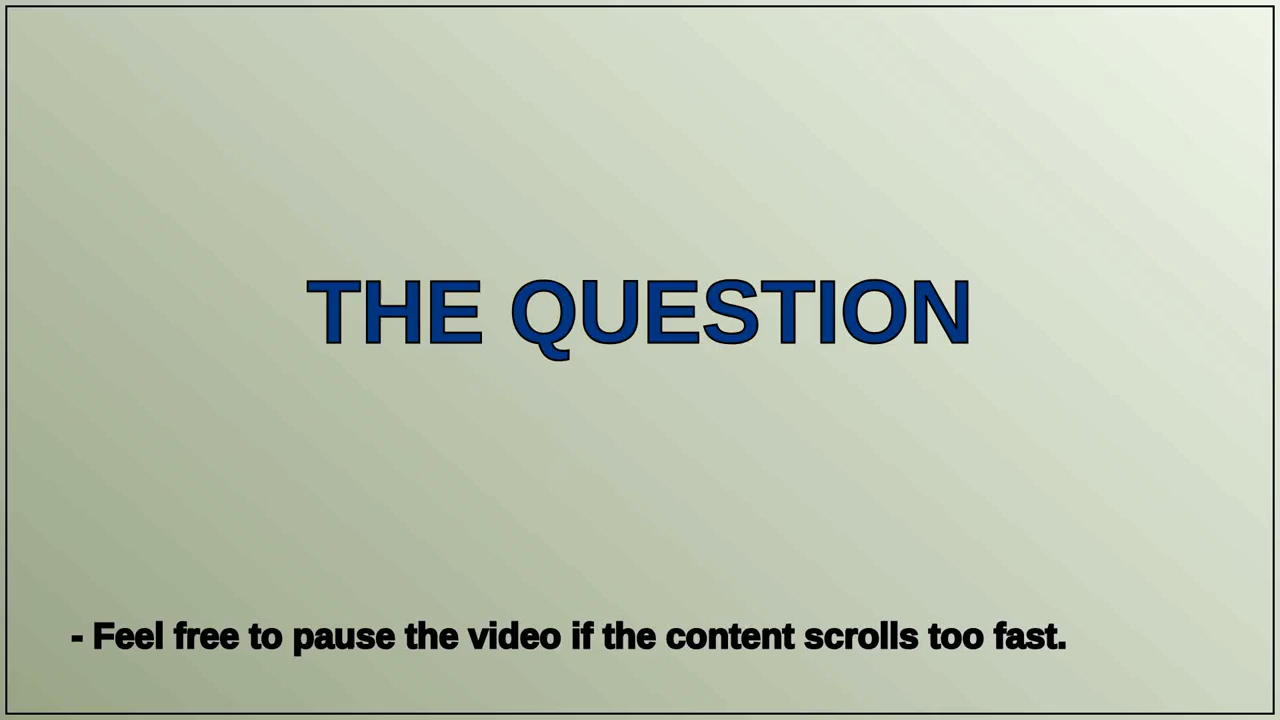 THE QUESTION
- Feel free to pause the video if the content scrolls too fast.